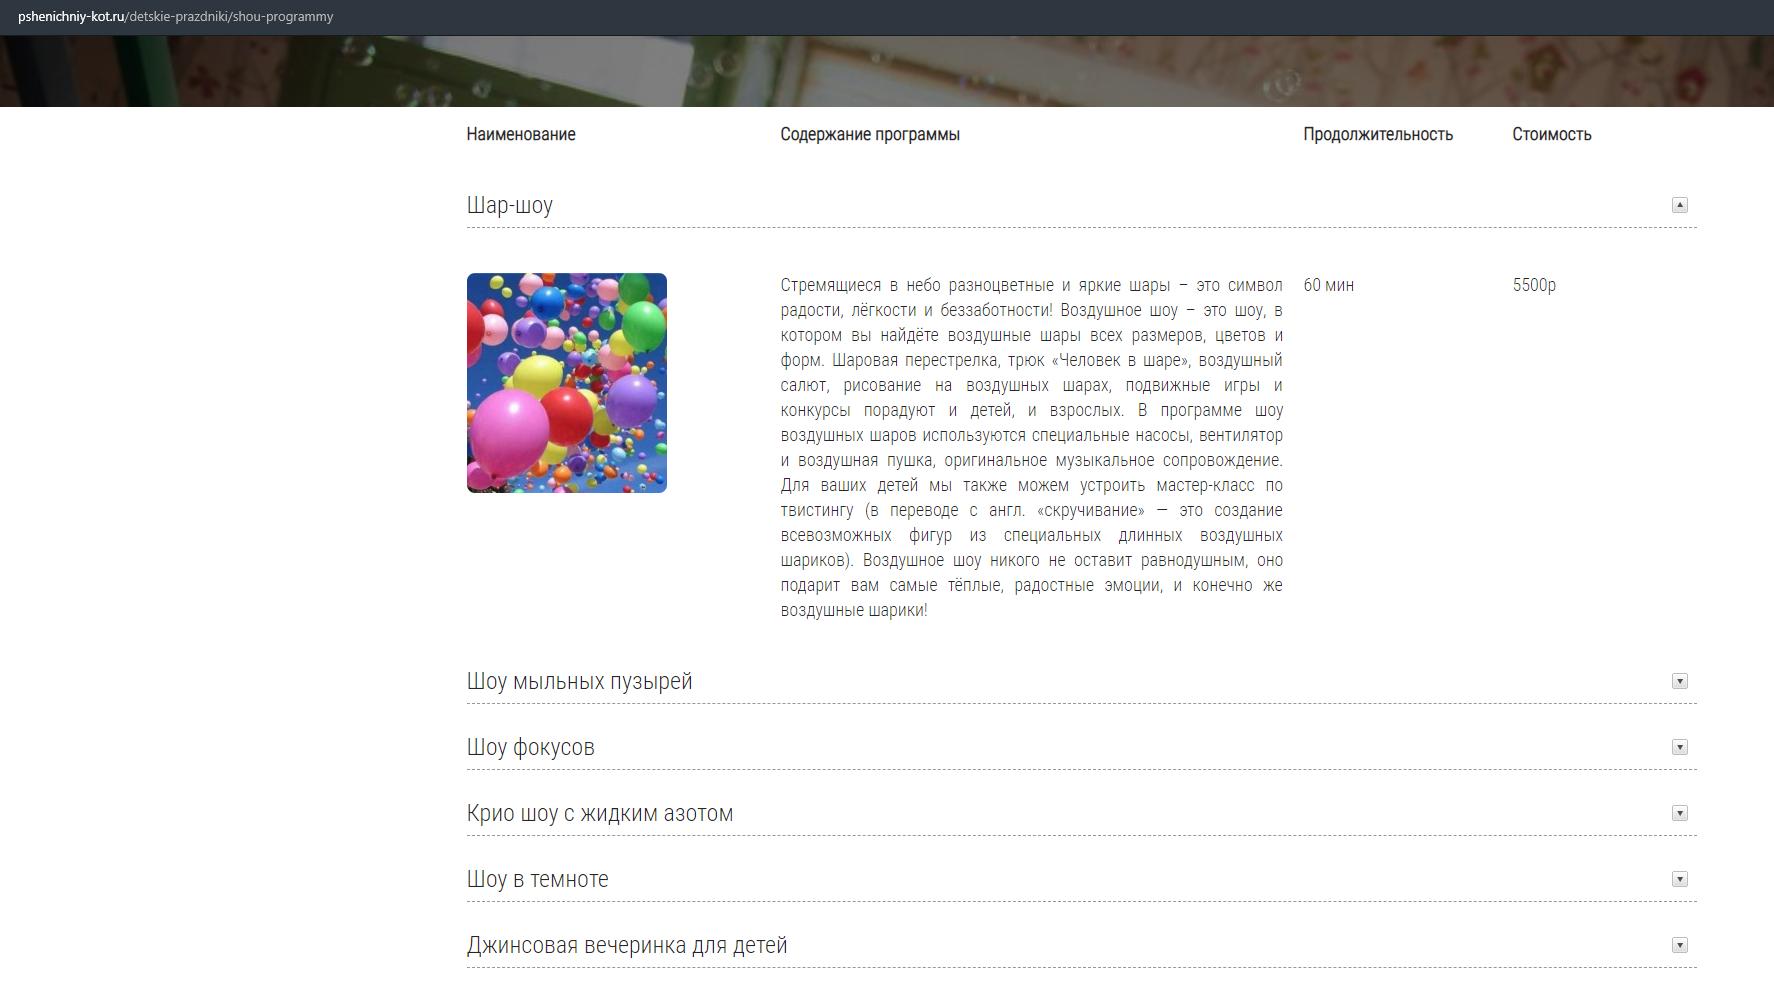 pshenichniy-kot.ru/detskie-prazdniki/shou-programmy
Наименование Содержание программы Продолжительность Стоимость
Шар-шоу
Стремящиеся в небо разноцветные и яркие шары – это символ 60 мин 5500р
радости, лёгкости и беззаботности! Воздушное шоу – это шоу, в
котором вы найдёте воздушные шары всех размеров, цветов и
форм. Шаровая перестрелка, трюк «Человек в шаре», воздушный
салют, рисование на воздушных шарах, подвижные игры и
конкурсы порадуют и детей, и взрослых. В программе шоу
воздушных шаров используются специальные насосы, вентилятор
и воздушная пушка, оригинальное музыкальное сопровождение.
Для ваших детей мы также можем устроить мастер-класс по
твистингу (в переводе с англ. «скручивание» — это создание
всевозможных фигур из специальных длинных воздушных
шариков). Воздушное шоу никого не оставит равнодушным, оно
подарит вам самые тёплые, радостные эмоции, и конечно же
воздушные шарики!
Шоу мыльных пузырей
Шоу фокусов
Крио шоу с жидким азотом
Шоу в темноте
Джинсовая вечеринка для детей